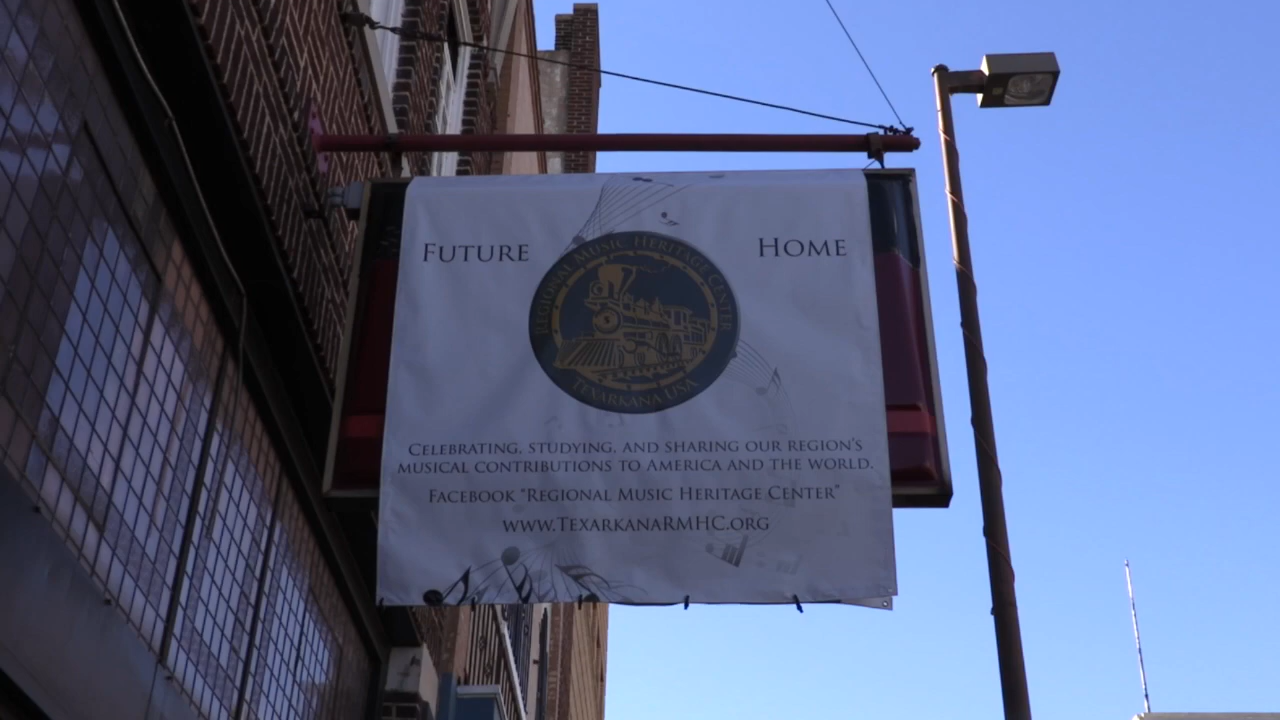 FUTURE HOME
REGIONAL MUSIC HERITAGE CENTER
TEXARKANA USA
CELEBRATING, STUDYING, AND SHARING OUR REGION'S
MUSICAL CONTRIBUTIONS TO AMERICA AND THE WORLD.
FACEBOOK "REGIONAL MUSIC HERITAGE CENTER"
WWW.TEXARKANARMHC.ORG